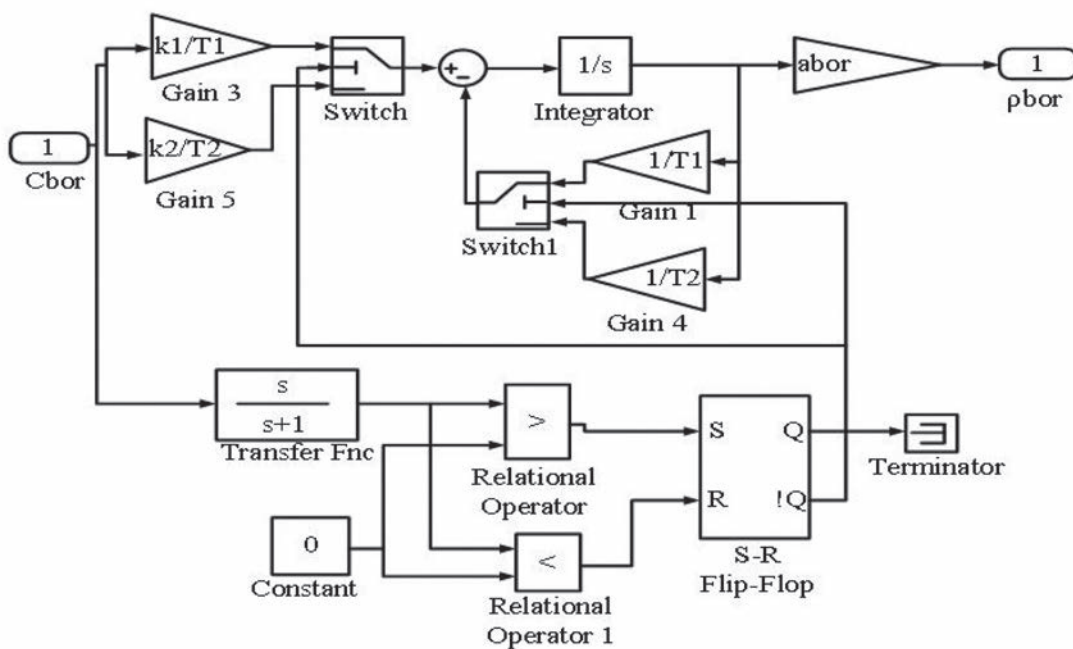 k1/T1
Gain 3
Switch
+
-
1/s
Integrator
abor
1
ρbor
1
Cbor
k2/T2
Gain 5
1/T1
Gain 1
Switch1
1/T2
Gain 4
s
s+1
Transfer Fnc
>
Relational
Operator
S
Q
R
!Q
S-R
Flip-Flop
Terminator
0
Constant
<
Relational
Operator 1